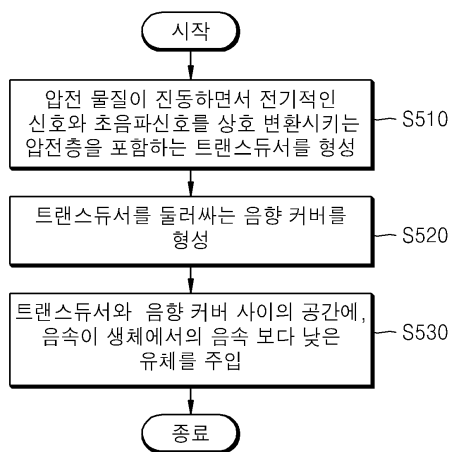 시작
압전 물질이 진동하면서 전기적인
신호와 초음파신호를 상호 변환시키는
압전층을 포함하는 트랜스듀서를 형성
S510
트랜스듀서를 둘러싸는 음향 커버를
형성
S520
트랜스듀서와 음향 커버 사이의 공간에,
음속이 생체에서의 음속 보다 낮은
유체를 주입
S530
종료